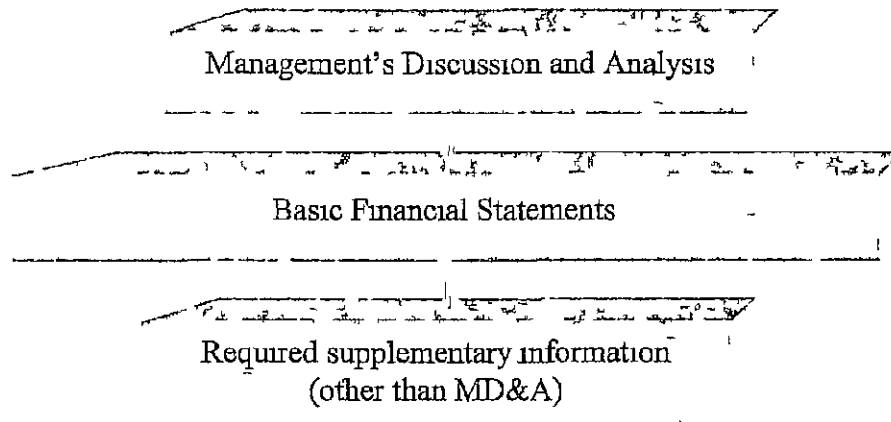 Management's Discussion and Analysis
Basic Financial Statements
Required supplementary information
(other than MD&A)